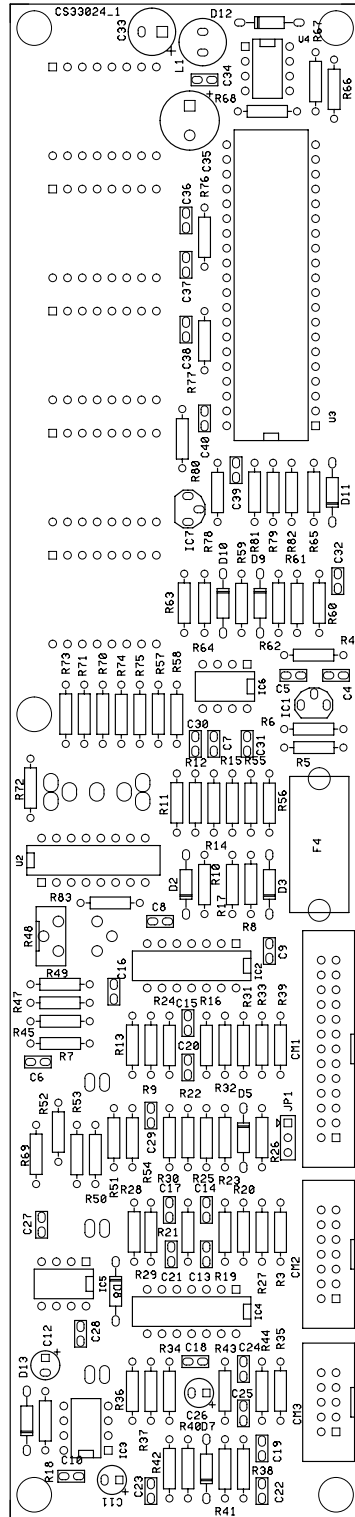 CS33024_1
C33
D12
L1
C34
U4
R67
R66
R68
C35
R76
C36
C37
C38
R77
U3
C40
R80
C39
IC7
R78
R81
R79
R82
R65
D11
D10
R59
D9
R61
C32
R63
R60
R64
R62
R4
R73
R71
R70
R74
R75
R57
R58
IC6
C5
C4
IC1
R6
C30
C7
C31
R5
R12
R15
R55
R72
R11
R56
F4
U2
R14
D2
R10
R17
D3
R83
R8
C8
R48
IC2
C9
R49
C16
R47
R24
C15
R16
R31
R33
R39
R45
R13
C20
CM1
R7
C6
R9
R22
R32
R52
R53
D5
JP1
C29
R69
R50
R51
R54
R30
R25
R23
R26
R28
C17
C14
R20
C27
R21
R29
C21
C13
R19
R27
R3
CM2
IC5
D8
IC4
C28
C12
D13
R34
C18
R43
C24
R44
R35
R36
C25
CM3
C26
IC3
R37
R40
D7
R42
C19
R18
C10
C11
C23
R41
R38
C22